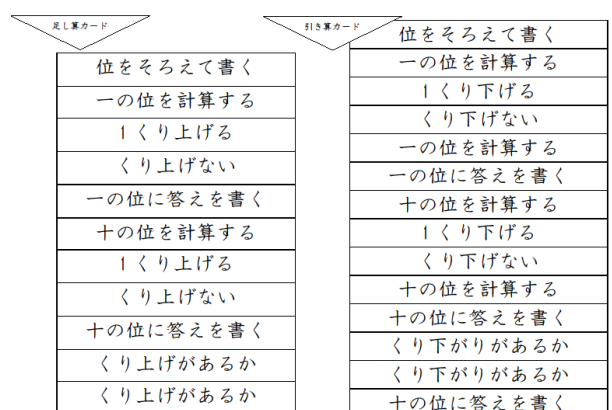 足し算カード
位をそろえて書く
一の位を計算する
1くり上げる
くり上げない
一の位に答えを書く
十の位を計算する
1くり上げる
くり上げない
十の位に答えを書く
くり上げがあるか
くり上げがあるか
引き算カード
位をそろえて書く
一の位を計算する
1くり下げる
くり下げない
一の位を計算する
一の位に答えを書く
十の位を計算する
1くり下げる
くり下げない
十の位を計算する
十の位に答えを書く
くり下がりがあるか
くり下がりがあるか
十の位に答えを書く